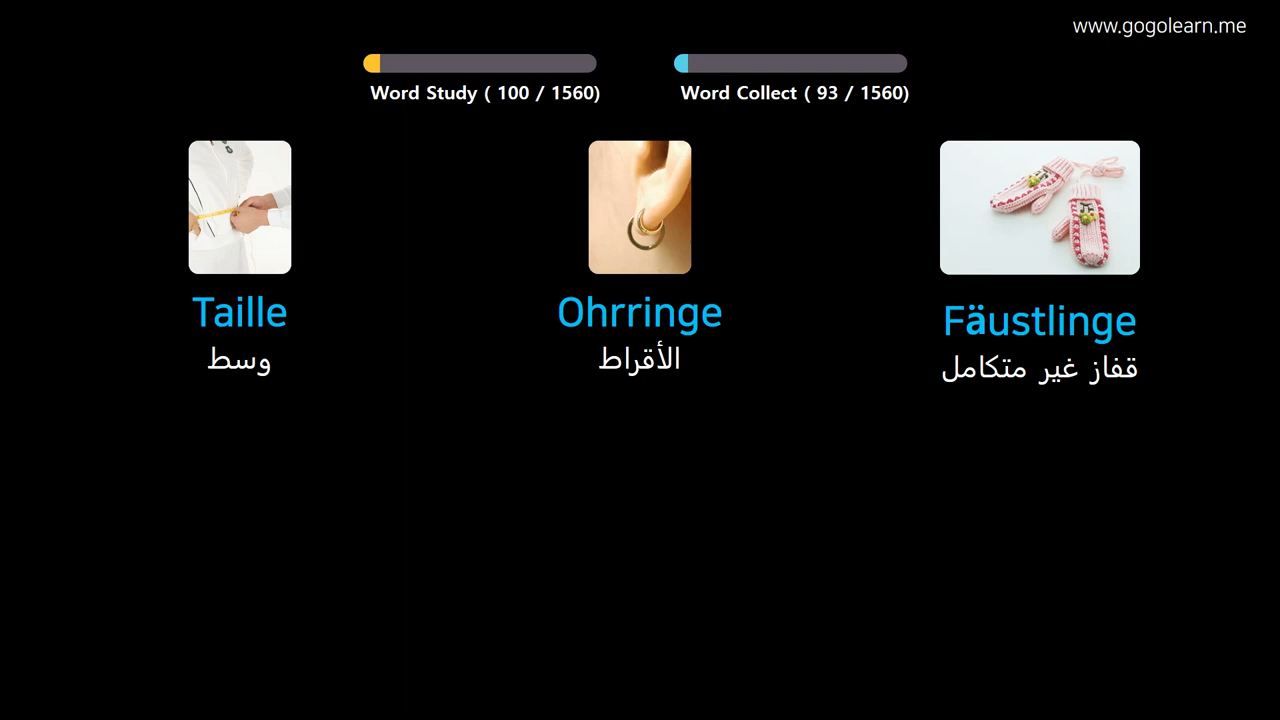 www.gogolearn.me
Word Study ( 100 / 1560)
Word Collect ( 93 / 1560)
Taille
وسط
Ohrringe
الأقراط
Fäustlinge
قفاز غير متكامل